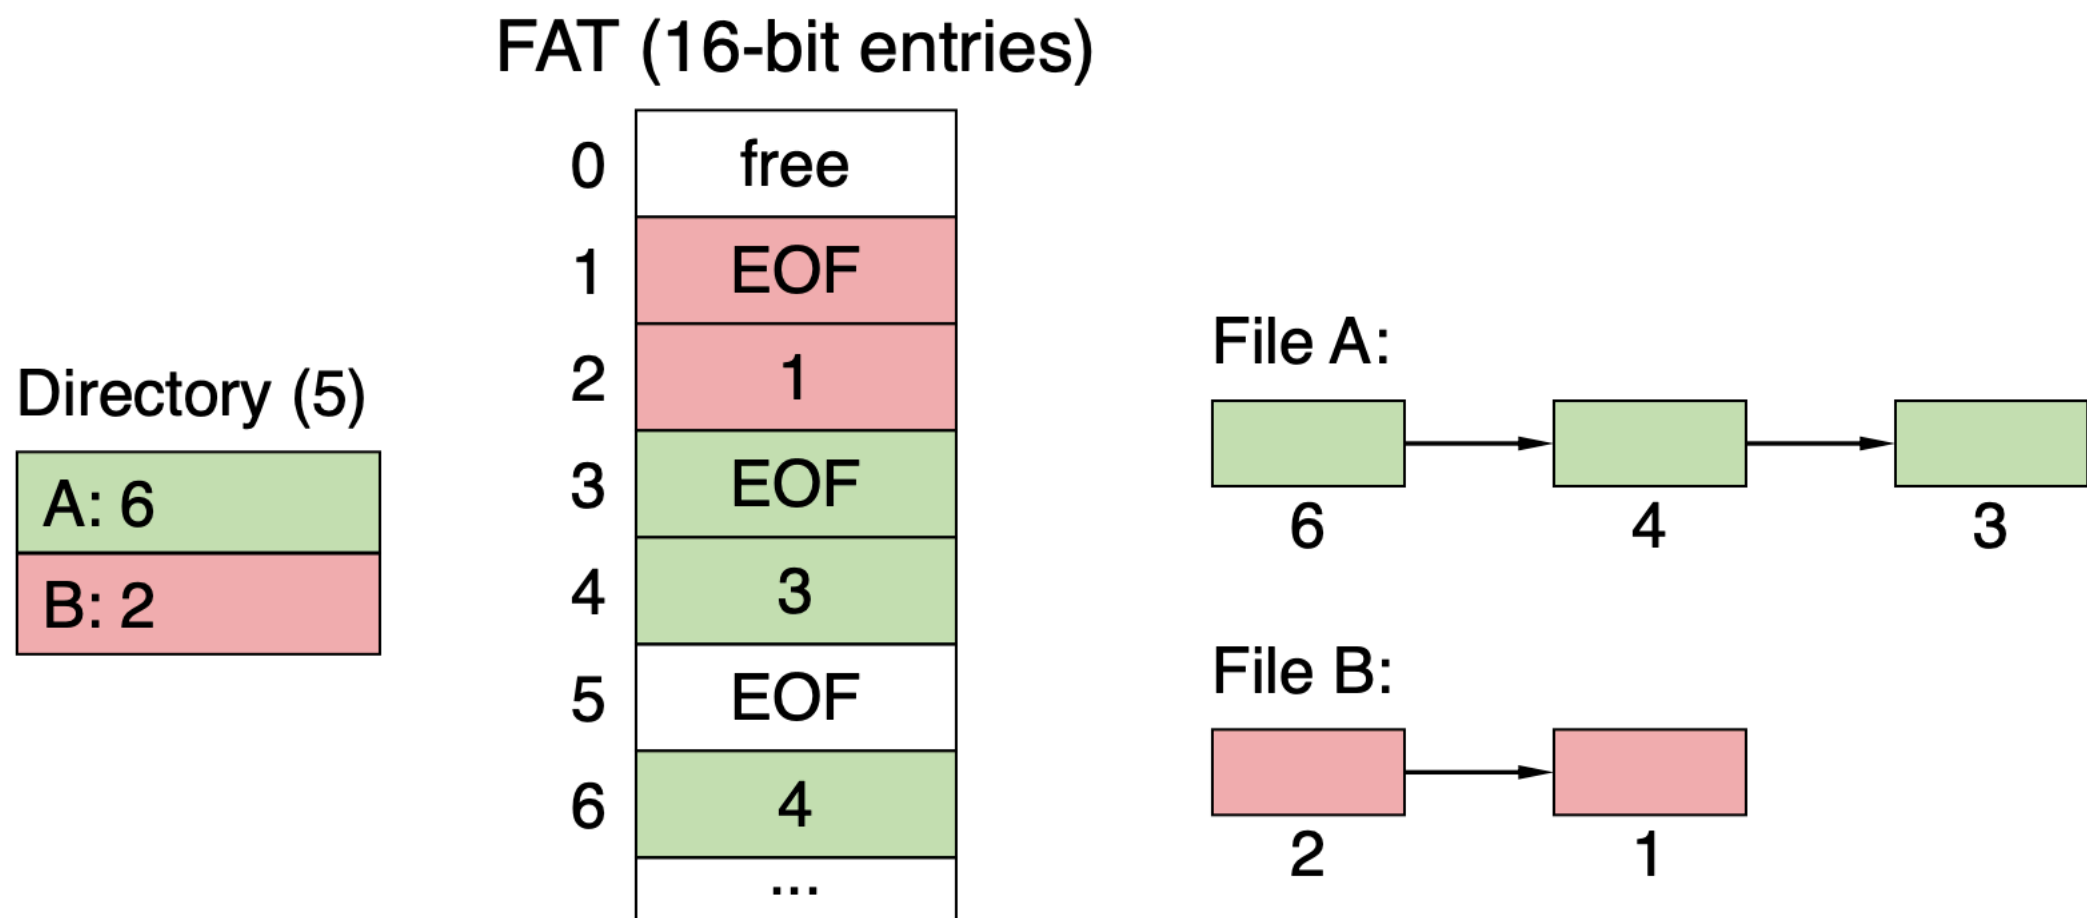 FAT (16-bit entries)
0 free
1 EOF
2 1
3 EOF
4 3
5 EOF
6 4
...
Directory (5)
A: 6
B: 2
File A:
6 4 3
File B:
2 1